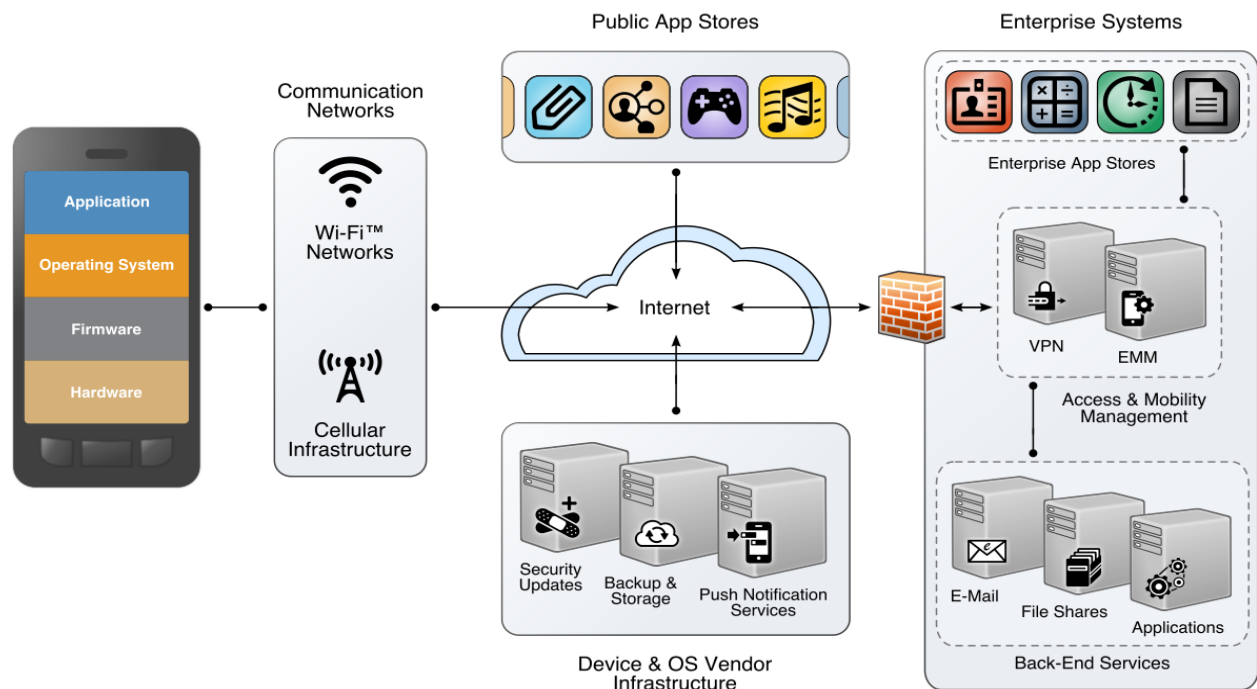 Public App Stores
Enterprise Systems
Communication
Networks
Enterprise App Stores
Application
Operating System
Firmware
Hardware
Wi-Fi™
Networks
Cellular
Infrastructure
Internet
VPN
EMM
Access & Mobility
Management
Security
Updates
Backup &
Storage
Push Notification
Services
Device & OS Vendor
Infrastructure
E-Mail
File Shares
Applications
Back-End Services